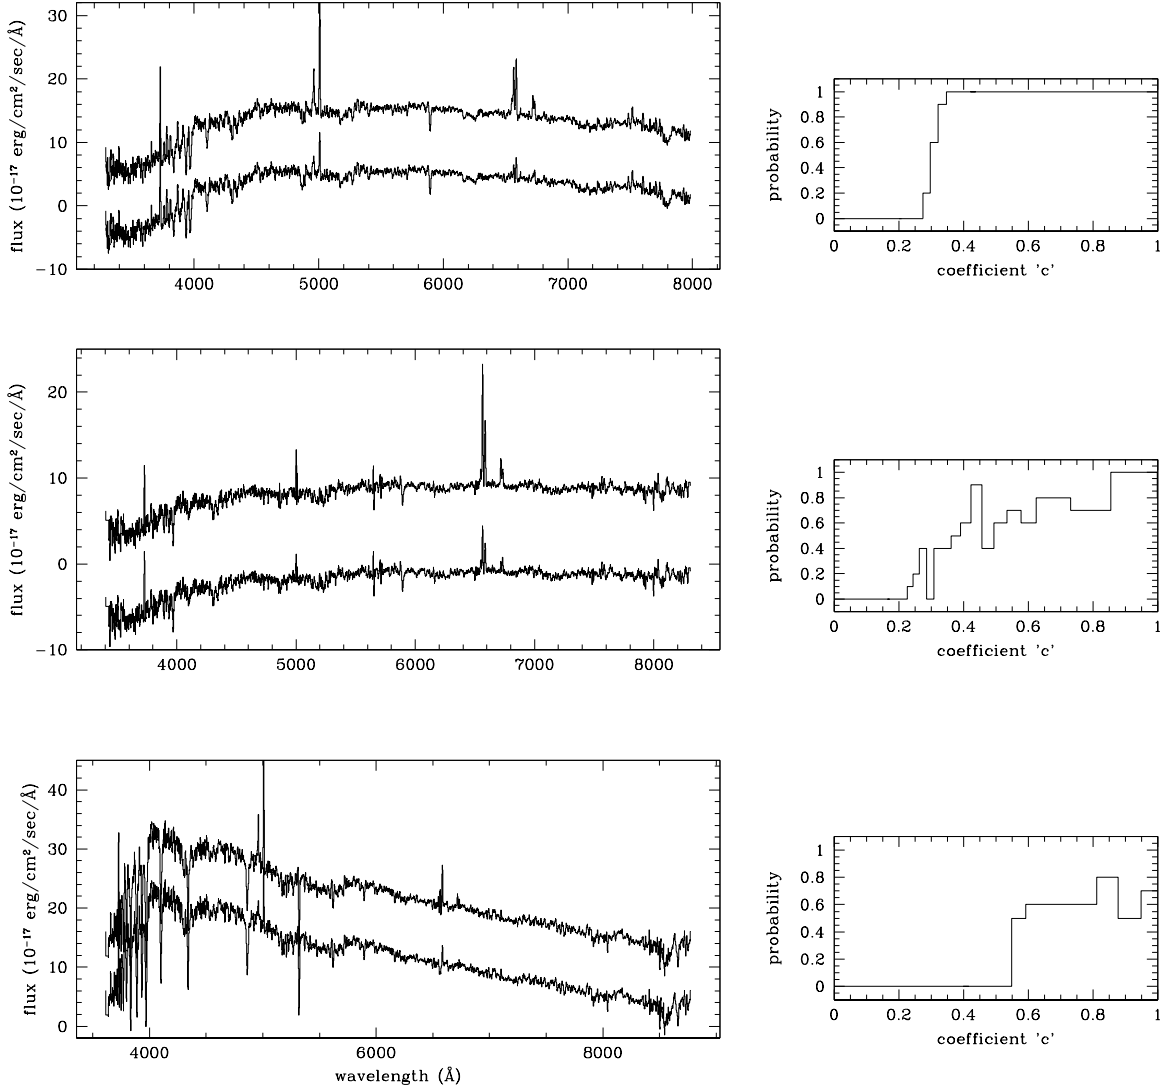 flux (10⁻¹⁷ erg/cm²/sec/Å)
30
20
10
0
−10
4000 5000 6000 7000 8000
probability
1
0.8
0.6
0.4
0.2
0
0 0.2 0.4 0.6 0.8 1
coefficient 'c'
flux (10⁻¹⁷ erg/cm²/sec/Å)
20
10
0
−10
4000 5000 6000 7000 8000
probability
1
0.8
0.6
0.4
0.2
0
0 0.2 0.4 0.6 0.8 1
coefficient 'c'
flux (10⁻¹⁷ erg/cm²/sec/Å)
40
30
20
10
0
4000 6000 8000
wavelength (Å)
probability
1
0.8
0.6
0.4
0.2
0
0 0.2 0.4 0.6 0.8 1
coefficient 'c'